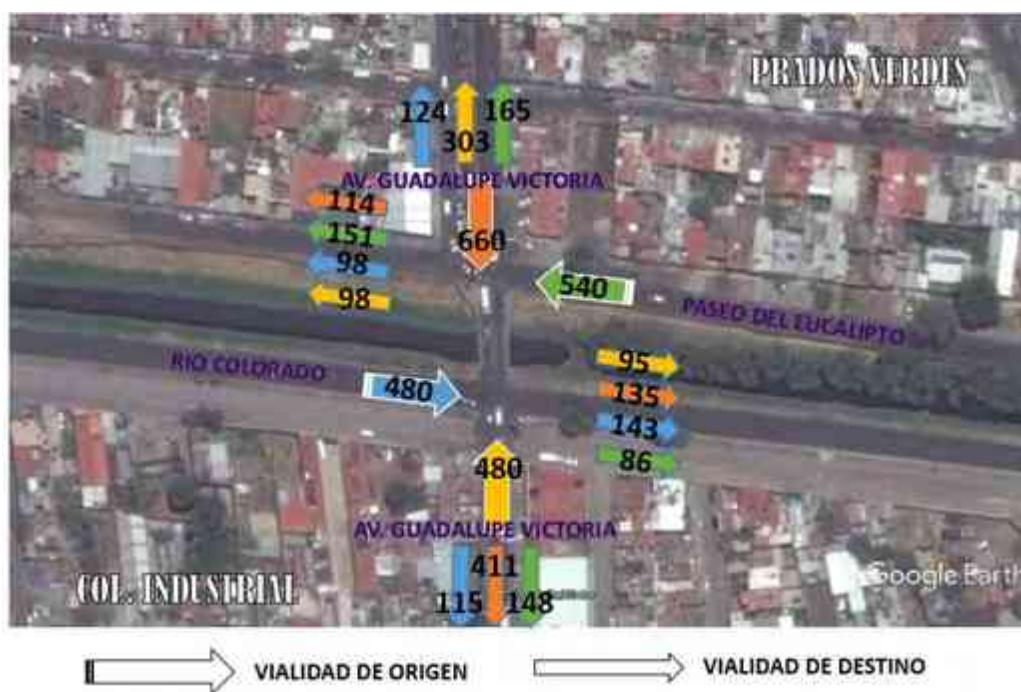 PRADOS VERDES
124
303
165
AV. GUADALUPE VICTORIA
114
151
98
98
660
540
PASEO DEL EUCALIPTO
RIO COLORADO
480
95
135
143
86
480
AV. GUADALUPE VICTORIA
411
115
148
COL. INDUSTRIAL
Google Earth
VIALIDAD DE ORIGEN
VIALIDAD DE DESTINO